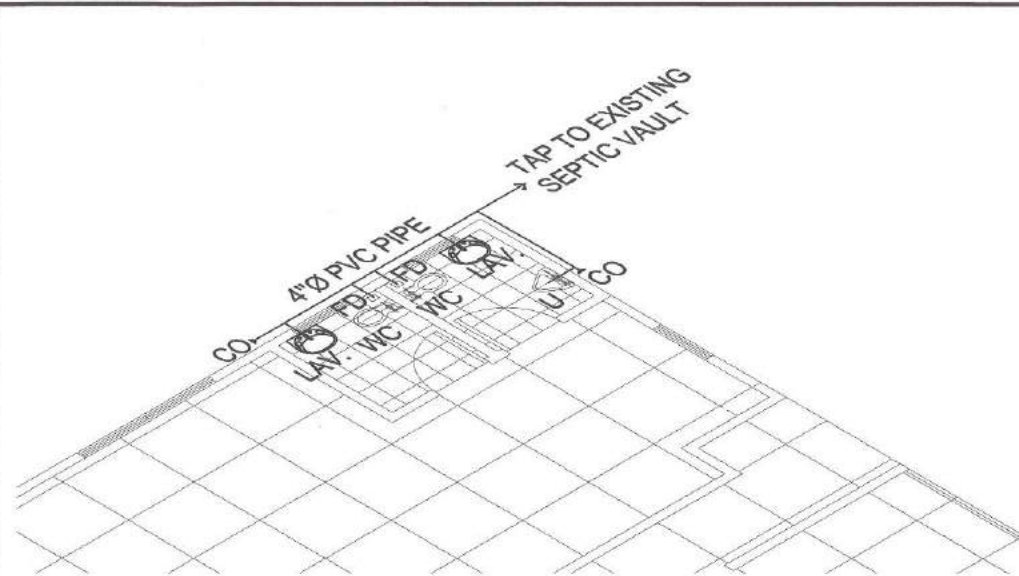 TAP TO EXISTING
SEPTIC VAULT
4"Ø PVC PIPE
CO
FD
LAV.
WC
FD
WC
LAV.
U
CO